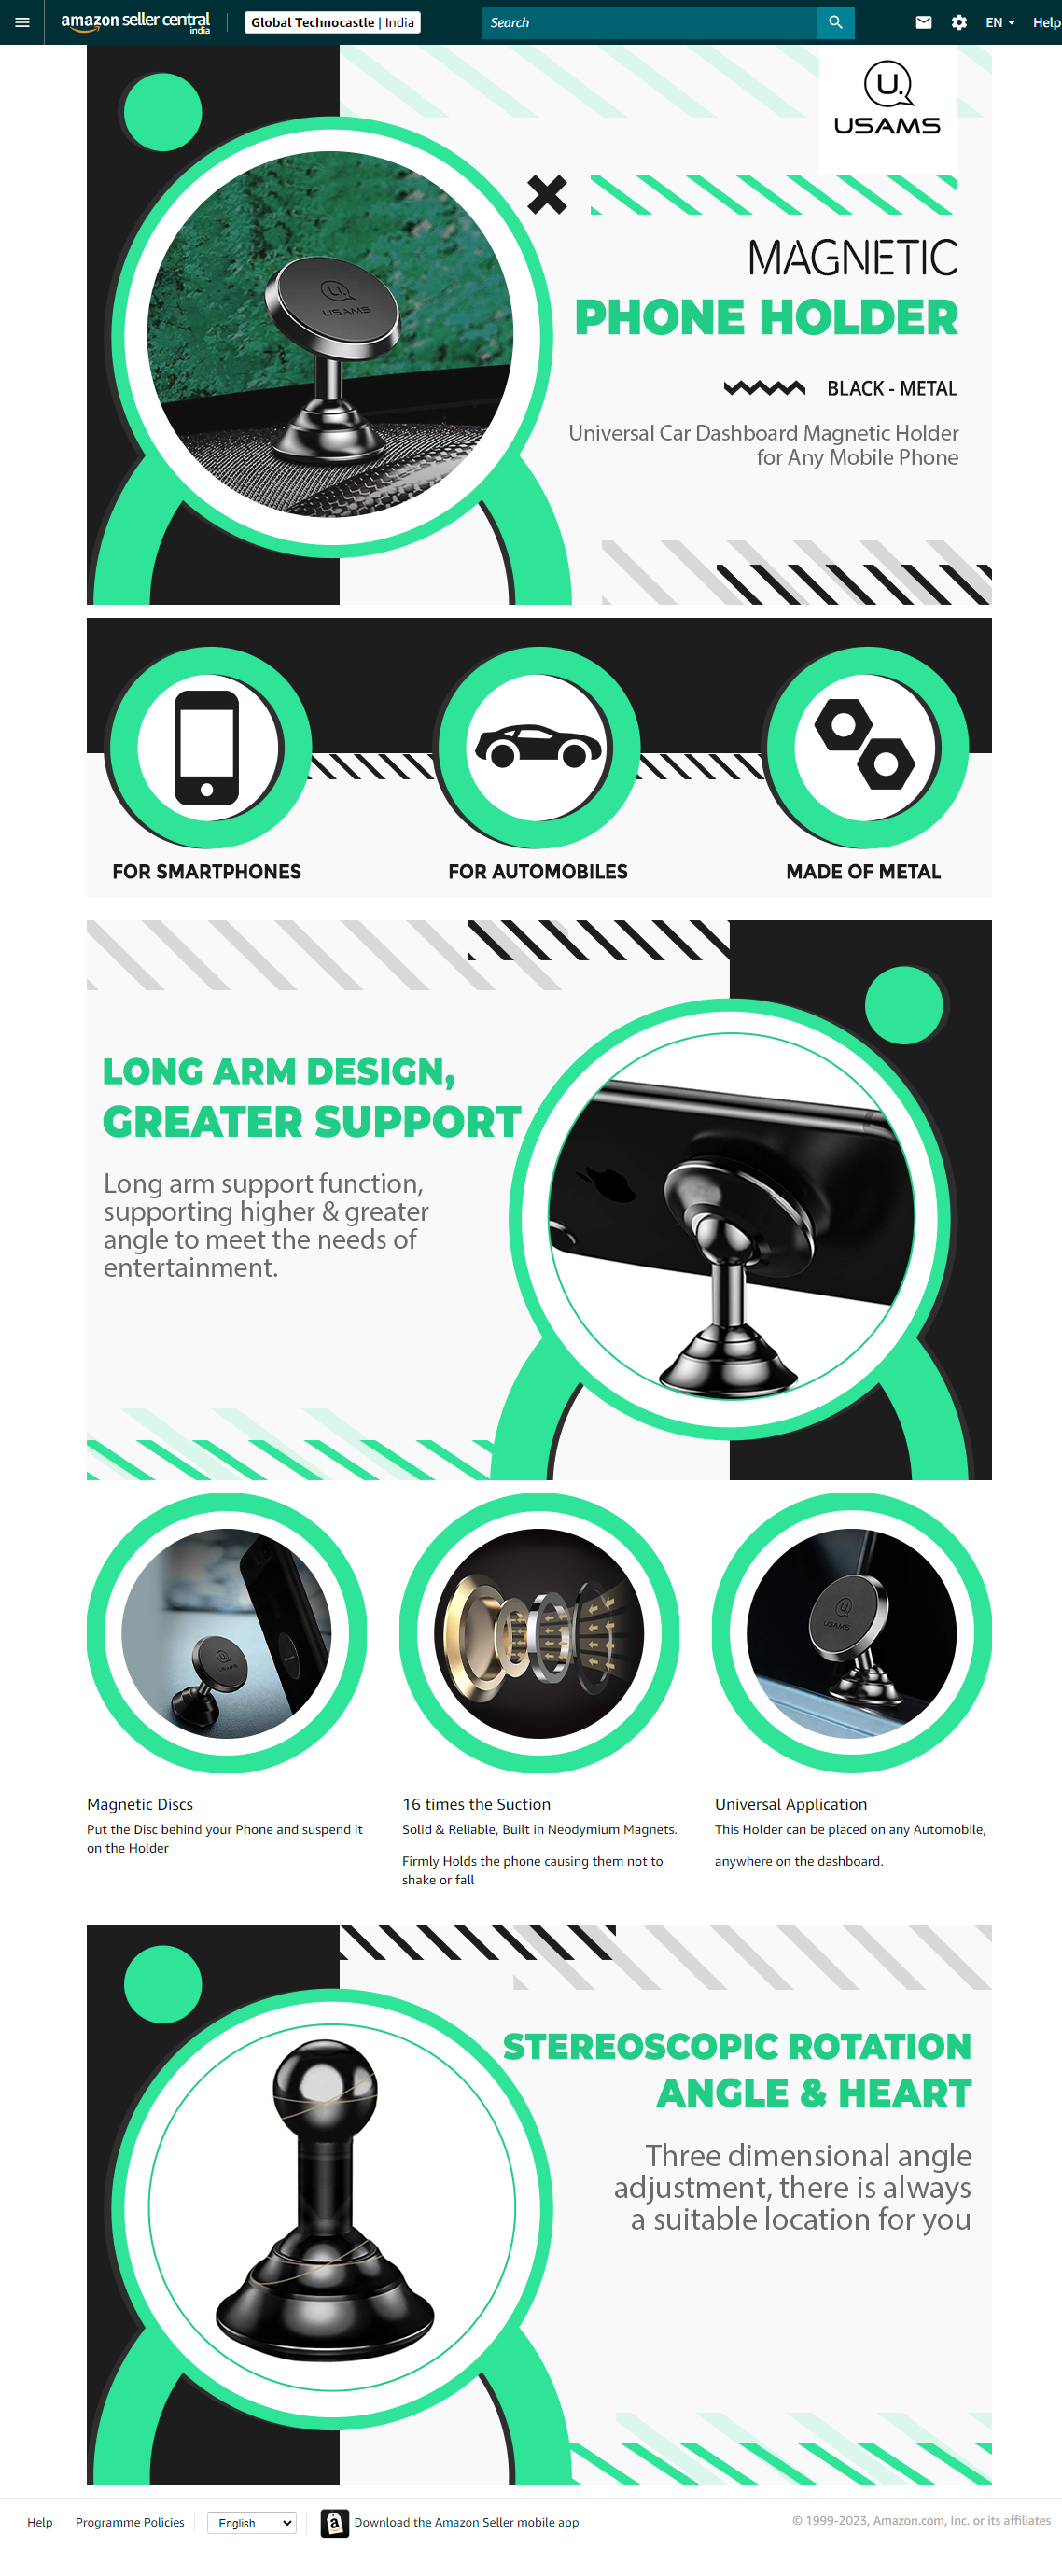 amazon seller central
india
Global Technocastle | India
Search
EN
Help
U.
USAMS
MAGNETIC
PHONE HOLDER
BLACK - METAL
Universal Car Dashboard Magnetic Holder
for Any Mobile Phone
U.
USAMS
FOR SMARTPHONES
FOR AUTOMOBILES
MADE OF METAL
LONG ARM DESIGN,
GREATER SUPPORT
Long arm support function,
supporting higher & greater
angle to meet the needs of
entertainment.
U.
USAMS
U.
USAMS
Magnetic Discs
Put the Disc behind your Phone and suspend it
on the Holder
16 times the Suction
Solid & Reliable, Built in Neodymium Magnets.
Firmly Holds the phone causing them not to
shake or fall
Universal Application
This Holder can be placed on any Automobile,
anywhere on the dashboard.
STEREOSCOPIC ROTATION
ANGLE & HEART
Three dimensional angle
adjustment, there is always
a suitable location for you
Help
Programme Policies
English
a
Download the Amazon Seller mobile app
© 1999-2023, Amazon.com, Inc. or its affiliates